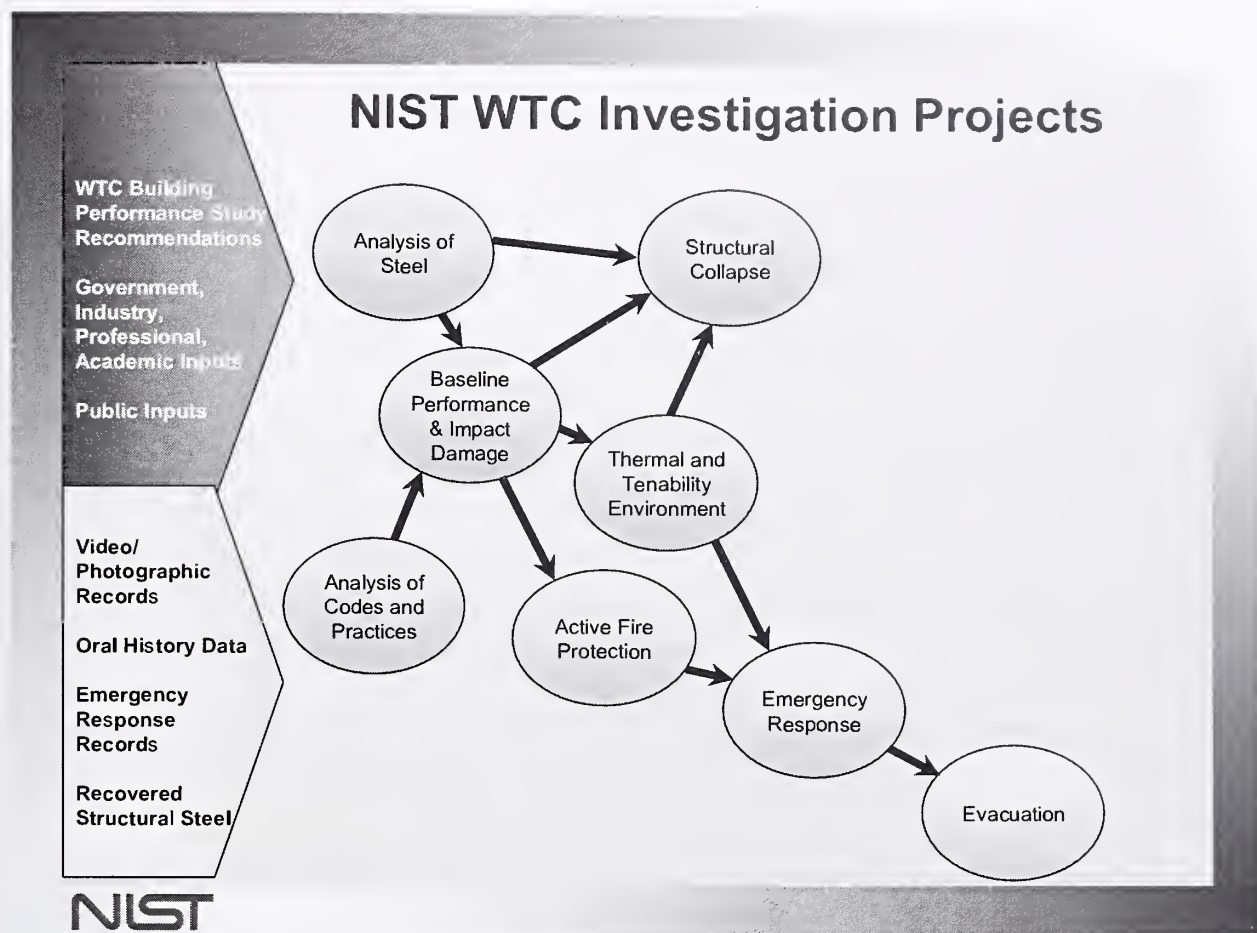 NIST WTC Investigation Projects
WTC Building
Performance Study
Recommendations
Government,
Industry,
Professional,
Academic Inputs
Public Inputs
Video/
Photographic
Records
Oral History Data
Emergency
Response
Records
Recovered
Structural Steel
Analysis of
Steel
Structural
Collapse
Baseline
Performance
& Impact
Damage
Thermal and
Tenability
Environment
Analysis of
Codes and
Practices
Active Fire
Protection
Emergency
Response
Evacuation
NIST